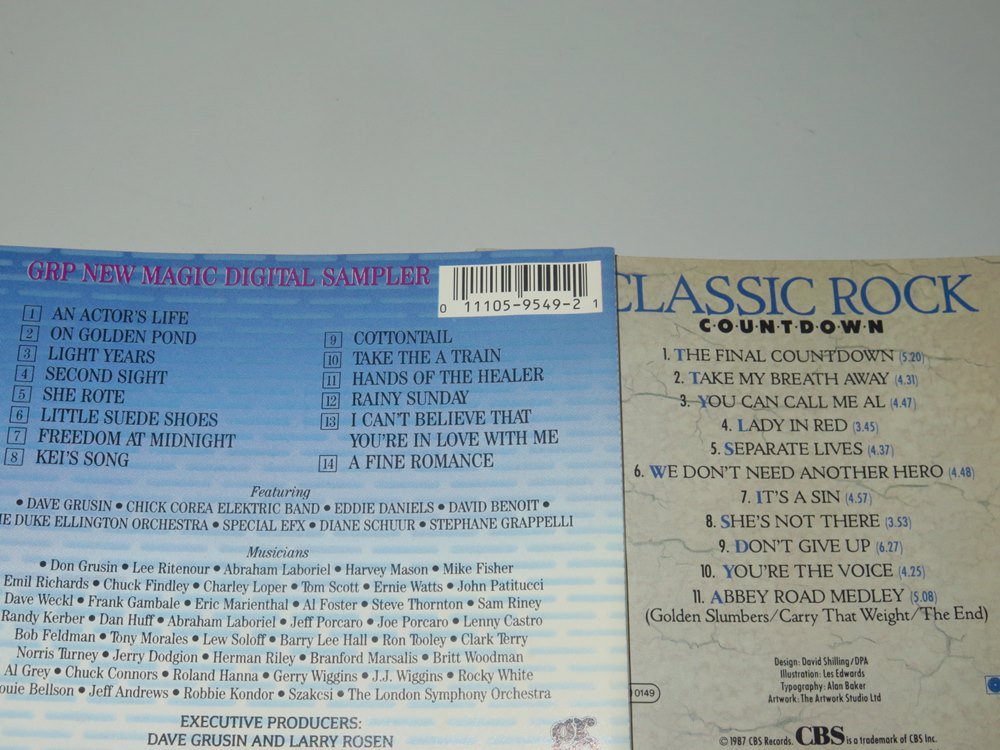 GRP NEW MAGIC DIGITAL SAMPLER
0 11105-9549-2 1
1 AN ACTOR'S LIFE
2 ON GOLDEN POND
3 LIGHT YEARS
4 SECOND SIGHT
5 SHE ROTE
6 LITTLE SUEDE SHOES
7 FREEDOM AT MIDNIGHT
8 KEI'S SONG
9 COTTONTAIL
10 TAKE THE A TRAIN
11 HANDS OF THE HEALER
12 RAINY SUNDAY
13 I CAN'T BELIEVE THAT
YOU'RE IN LOVE WITH ME
14 A FINE ROMANCE
Featuring
• DAVE GRUSIN • CHICK COREA ELEKTRIC BAND • EDDIE DANIELS • DAVID BENOIT •
HE DUKE ELLINGTON ORCHESTRA • SPECIAL EFX • DIANE SCHUUR • STEPHANE GRAPPELLI
Musicians
• Don Grusin • Lee Ritenour • Abraham Laboriel • Harvey Mason • Mike Fisher
Emil Richards • Chuck Findley • Charley Loper • Tom Scott • Ernie Watts • John Patitucci
Dave Weckl • Frank Gambale • Eric Marienthal • Al Foster • Steve Thornton • Sam Riney
Randy Kerber • Dan Huff • Abraham Laboriel • Jeff Porcaro • Joe Porcaro • Lenny Castro
Bob Feldman • Tony Morales • Lew Soloff • Barry Lee Hall • Ron Tooley • Clark Terry
Norris Turney • Jerry Dodgion • Herman Riley • Branford Marsalis • Britt Woodman
Al Grey • Chuck Connors • Roland Hanna • Gerry Wiggins • J.J. Wiggins • Rocky White
ouie Bellson • Jeff Andrews • Robbie Kondor • Szakcsi • The London Symphony Orchestra
EXECUTIVE PRODUCERS:
DAVE GRUSIN AND LARRY ROSEN
CLASSIC ROCK
C·O·U·N·T·D·O·W·N
1. THE FINAL COUNTDOWN (5.20)
2. TAKE MY BREATH AWAY (4.31)
3. YOU CAN CALL ME AL (4.47)
4. LADY IN RED (3.45)
5. SEPARATE LIVES (4.37)
6. WE DON'T NEED ANOTHER HERO (4.48)
7. IT'S A SIN (4.57)
8. SHE'S NOT THERE (3.53)
9. DON'T GIVE UP (6.27)
10. YOU'RE THE VOICE (4.25)
11. ABBEY ROAD MEDLEY (5.08)
(Golden Slumbers/Carry That Weight/The End)
Design: David Shilling/DPA
Illustration: Les Edwards
Typography: Alan Baker
Artwork: The Artwork Studio Ltd
0149
© 1987 CBS Records. CBS is a trademark of CBS Inc.